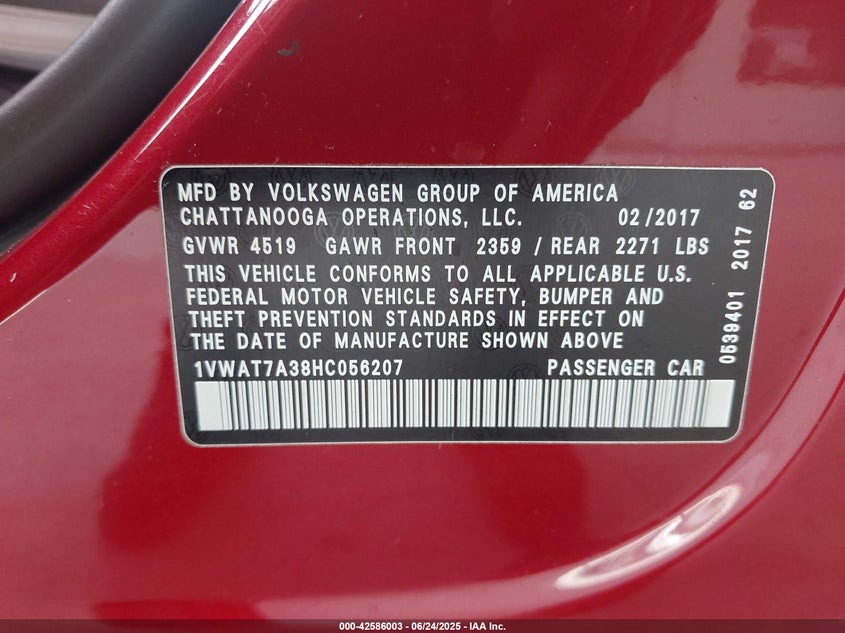 MFD BY VOLKSWAGEN GROUP OF AMERICA
CHATTANOOGA OPERATIONS, LLC. 02/2017
GVWR 4519 GAWR FRONT 2359 / REAR 2271 LBS
THIS VEHICLE CONFORMS TO ALL APPLICABLE U.S.
FEDERAL MOTOR VEHICLE SAFETY, BUMPER AND
THEFT PREVENTION STANDARDS IN EFFECT ON
THE DATE OF MANUFACTURE SHOWN ABOVE
1VWAT7A38HC056207 PASSENGER CAR
0539401 2017 62
000-42586003 - 06/24/2025 - IAA Inc.